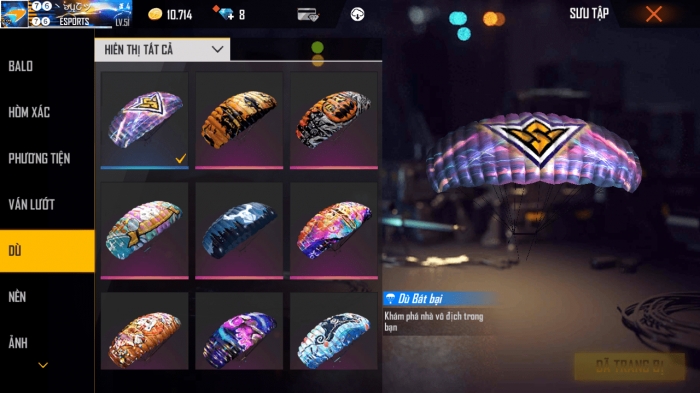 #.4
ESPORTS LV.51
10.714
8
SƯU TẬP
HIỂN THỊ TẤT CẢ
BALO
HÒM XÁC
PHƯƠNG TIỆN
VÁN LƯỚT
DÙ
NỀN
ẢNH
Dù Bất bại
Khám phá nhà vô địch trong
bạn
ĐÃ TRANG BỊ